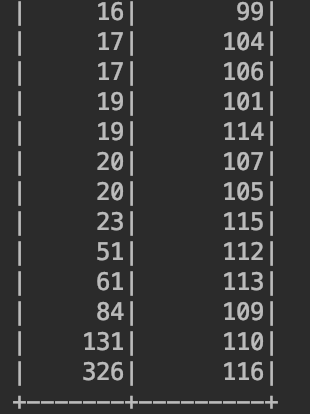 |      16|       99|
|      17|      104|
|      17|      106|
|      19|      101|
|      19|      114|
|      20|      107|
|      20|      105|
|      23|      115|
|      51|      112|
|      61|      113|
|      84|      109|
|     131|      110|
|     326|      116|
+--------+---------+